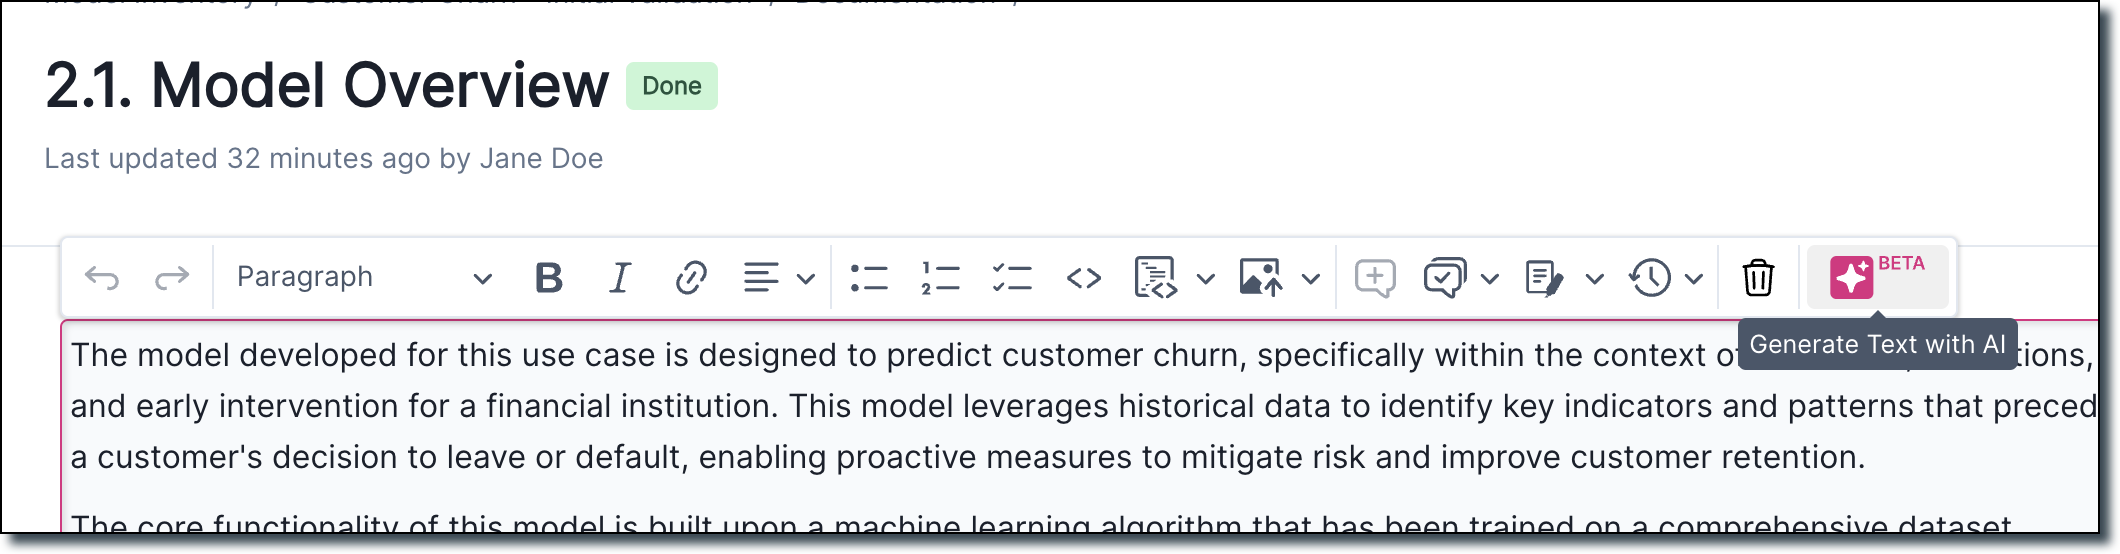 2.1. Model Overview Done
Last updated 32 minutes ago by Jane Doe
Paragraph B I 1 2 BETA
Generate Text with AI
The model developed for this use case is designed to predict customer churn, specifically within the context
and early intervention for a financial institution. This model leverages historical data to identify key indicators and patterns that preced
a customer's decision to leave or default, enabling proactive measures to mitigate risk and improve customer retention.
The core functionality of this model is built upon a machine learning algorithm that has been trained on a comprehensive dataset